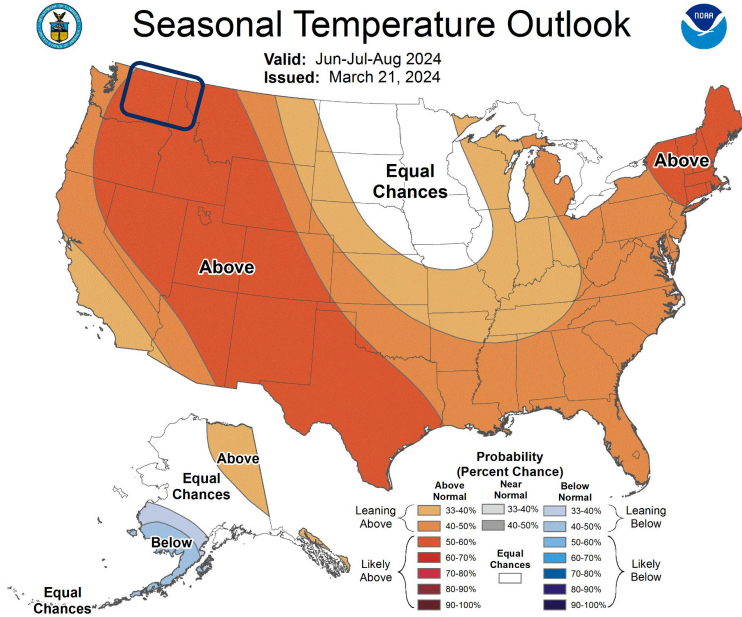 Seasonal Temperature Outlook
NOAA
Valid: Jun-Jul-Aug 2024
Issued: March 21, 2024
Equal
Chances
Above
Above
Above
Equal
Chances
Below
Equal
Chances
Probability
(Percent Chance)
Above
Normal
Near
Normal
Below
Normal
Leaning
Above
33-40%
33-40%
33-40%
Leaning
Below
40-50%
40-50%
40-50%
Likely
Above
50-60%
50-60%
Likely
Below
60-70%
Equal
Chances
60-70%
70-80%
70-80%
80-90%
80-90%
90-100%
90-100%